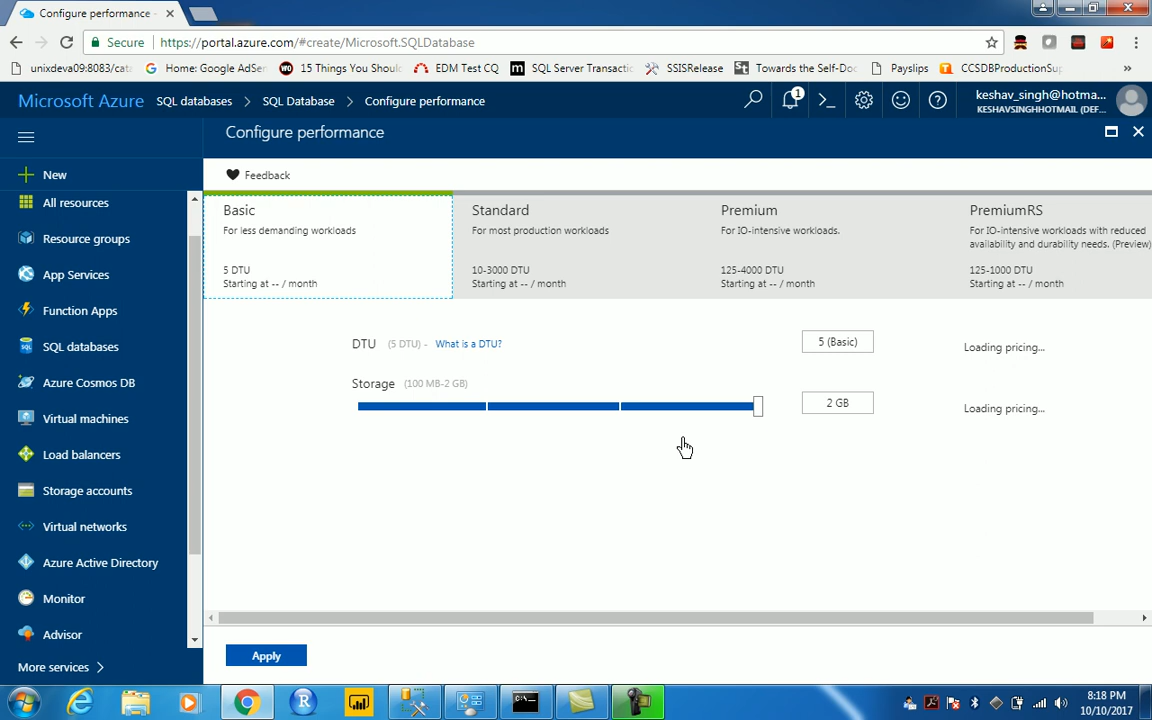 Configure performance -
Secure | https://portal.azure.com/#create/Microsoft.SQLDatabase
unixdeva09:8083/cata
Home: Google AdSen
15 Things You Should
EDM Test CQ
SQL Server Transactic
SSISRelease
Towards the Self-Doc
Payslips
CCSDBProductionSup
»
Microsoft Azure
SQL databases > SQL Database > Configure performance
1
keshav_singh@hotma...
KESHAVSINGHHOTMAIL (DEF...
Configure performance
New
Feedback
All resources
Resource groups
App Services
Function Apps
SQL databases
Azure Cosmos DB
Virtual machines
Load balancers
Storage accounts
Virtual networks
Azure Active Directory
Monitor
Advisor
More services >
Basic
For less demanding workloads
5 DTU
Starting at -- / month
Standard
For most production workloads
10-3000 DTU
Starting at -- / month
Premium
For IO-intensive workloads.
125-4000 DTU
Starting at -- / month
PremiumRS
For IO-intensive workloads with reduced
availability and durability needs. (Preview)
125-1000 DTU
Starting at -- / month
DTU (5 DTU) - What is a DTU?
5 (Basic)
Loading pricing...
Storage (100 MB-2 GB)
2 GB
Loading pricing...
Apply
8:18 PM
10/10/2017